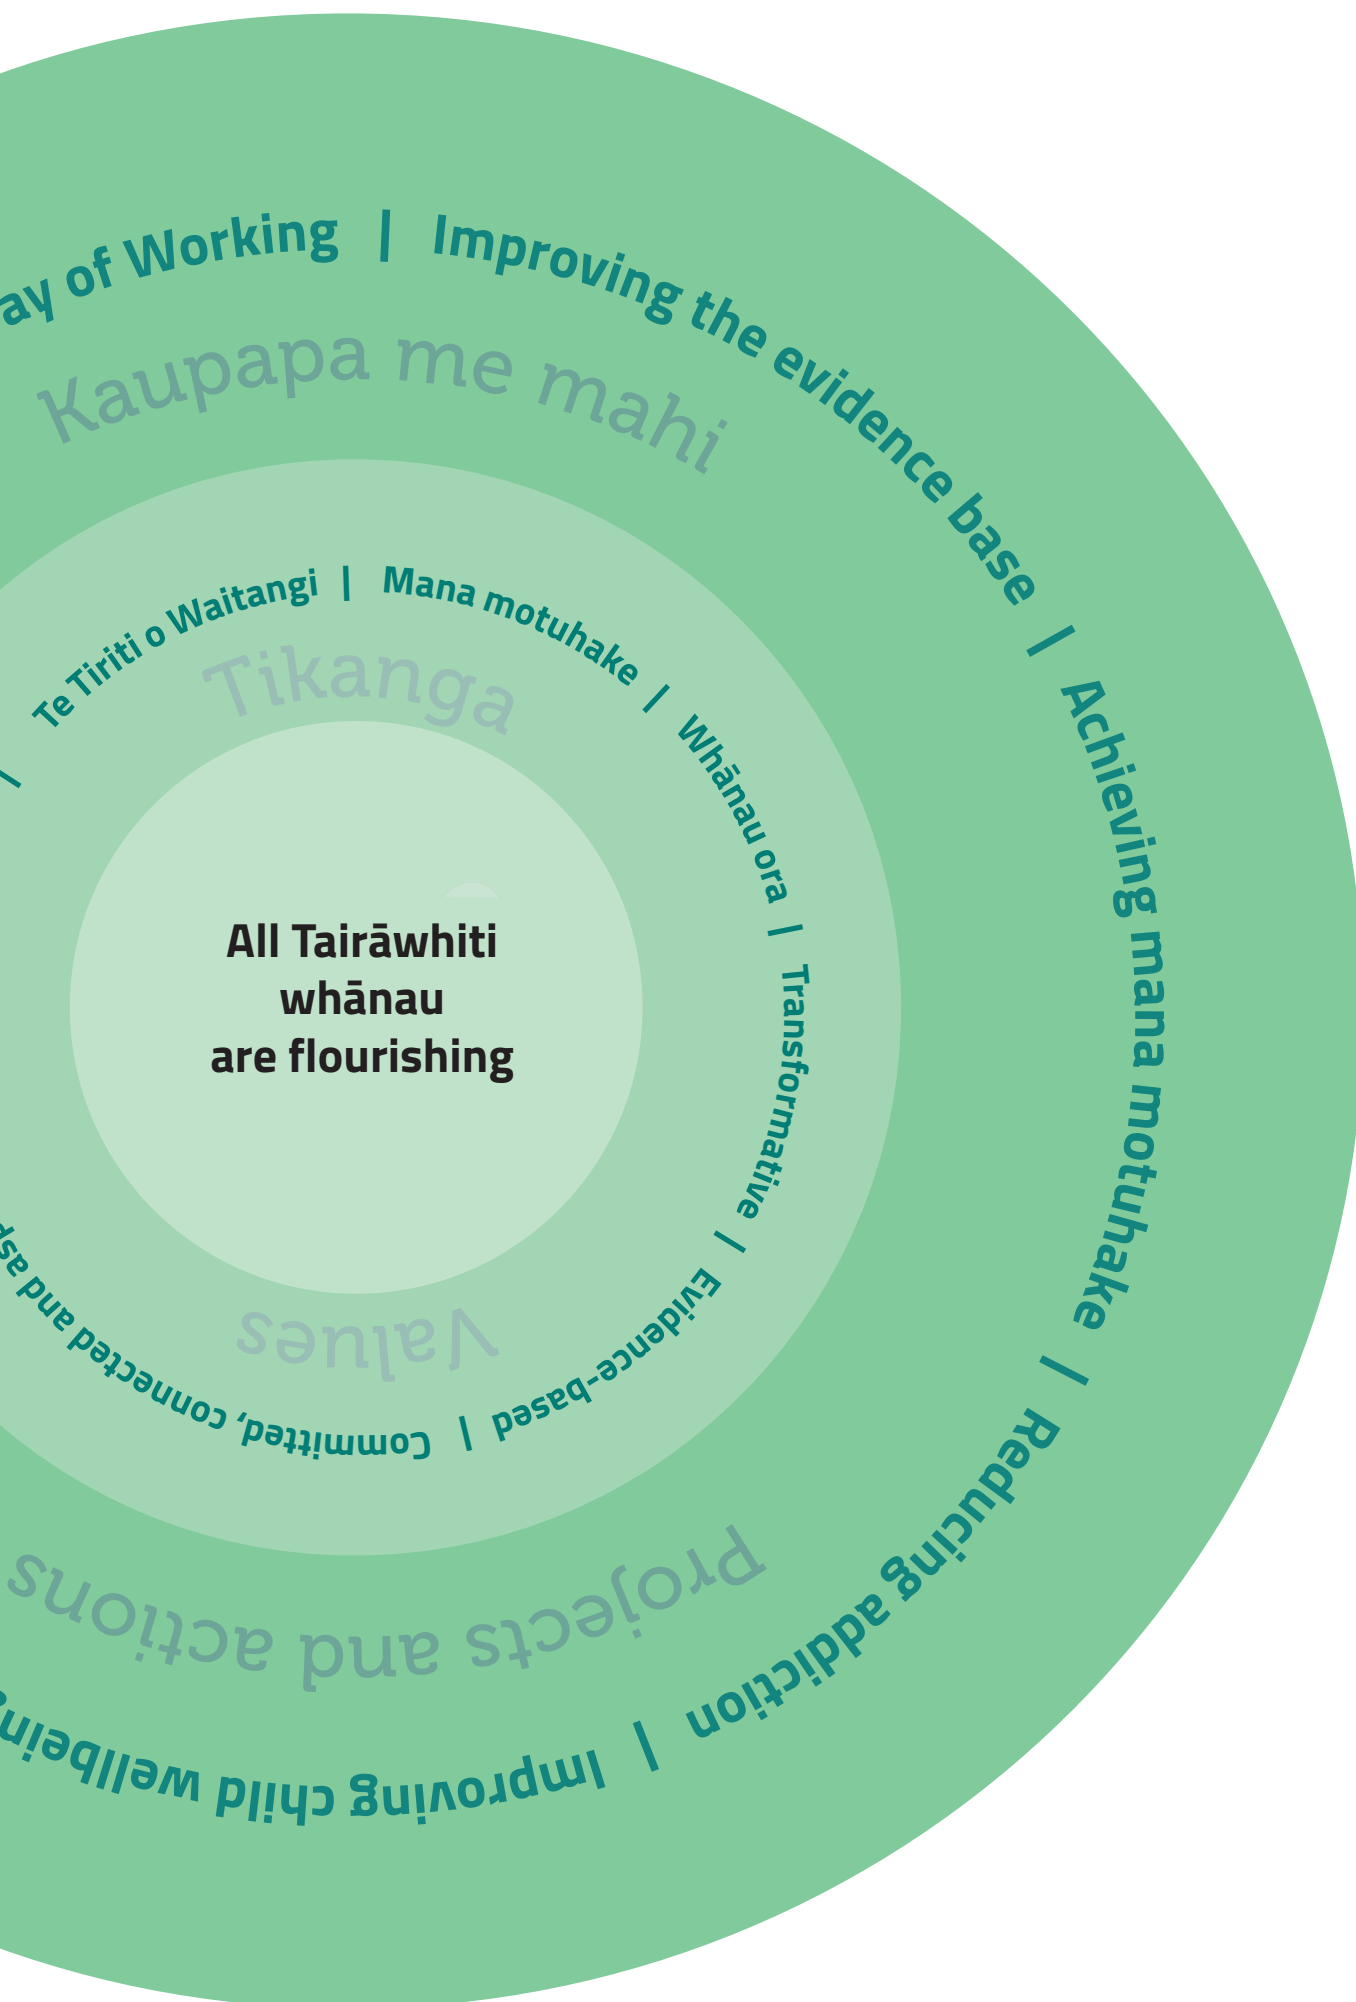 of Working | Improving the evidence base | Achieving mana motuhake | Reducing addiction | Improving child
Kaupapa me mahi
Projects and actions
| Te Tiriti o Waitangi | Mana motuhake | Whānau ora | Transformative | Evidence-based | Committed, connected and
Tikanga
Values
All Tairāwhiti
whānau
are flourishing